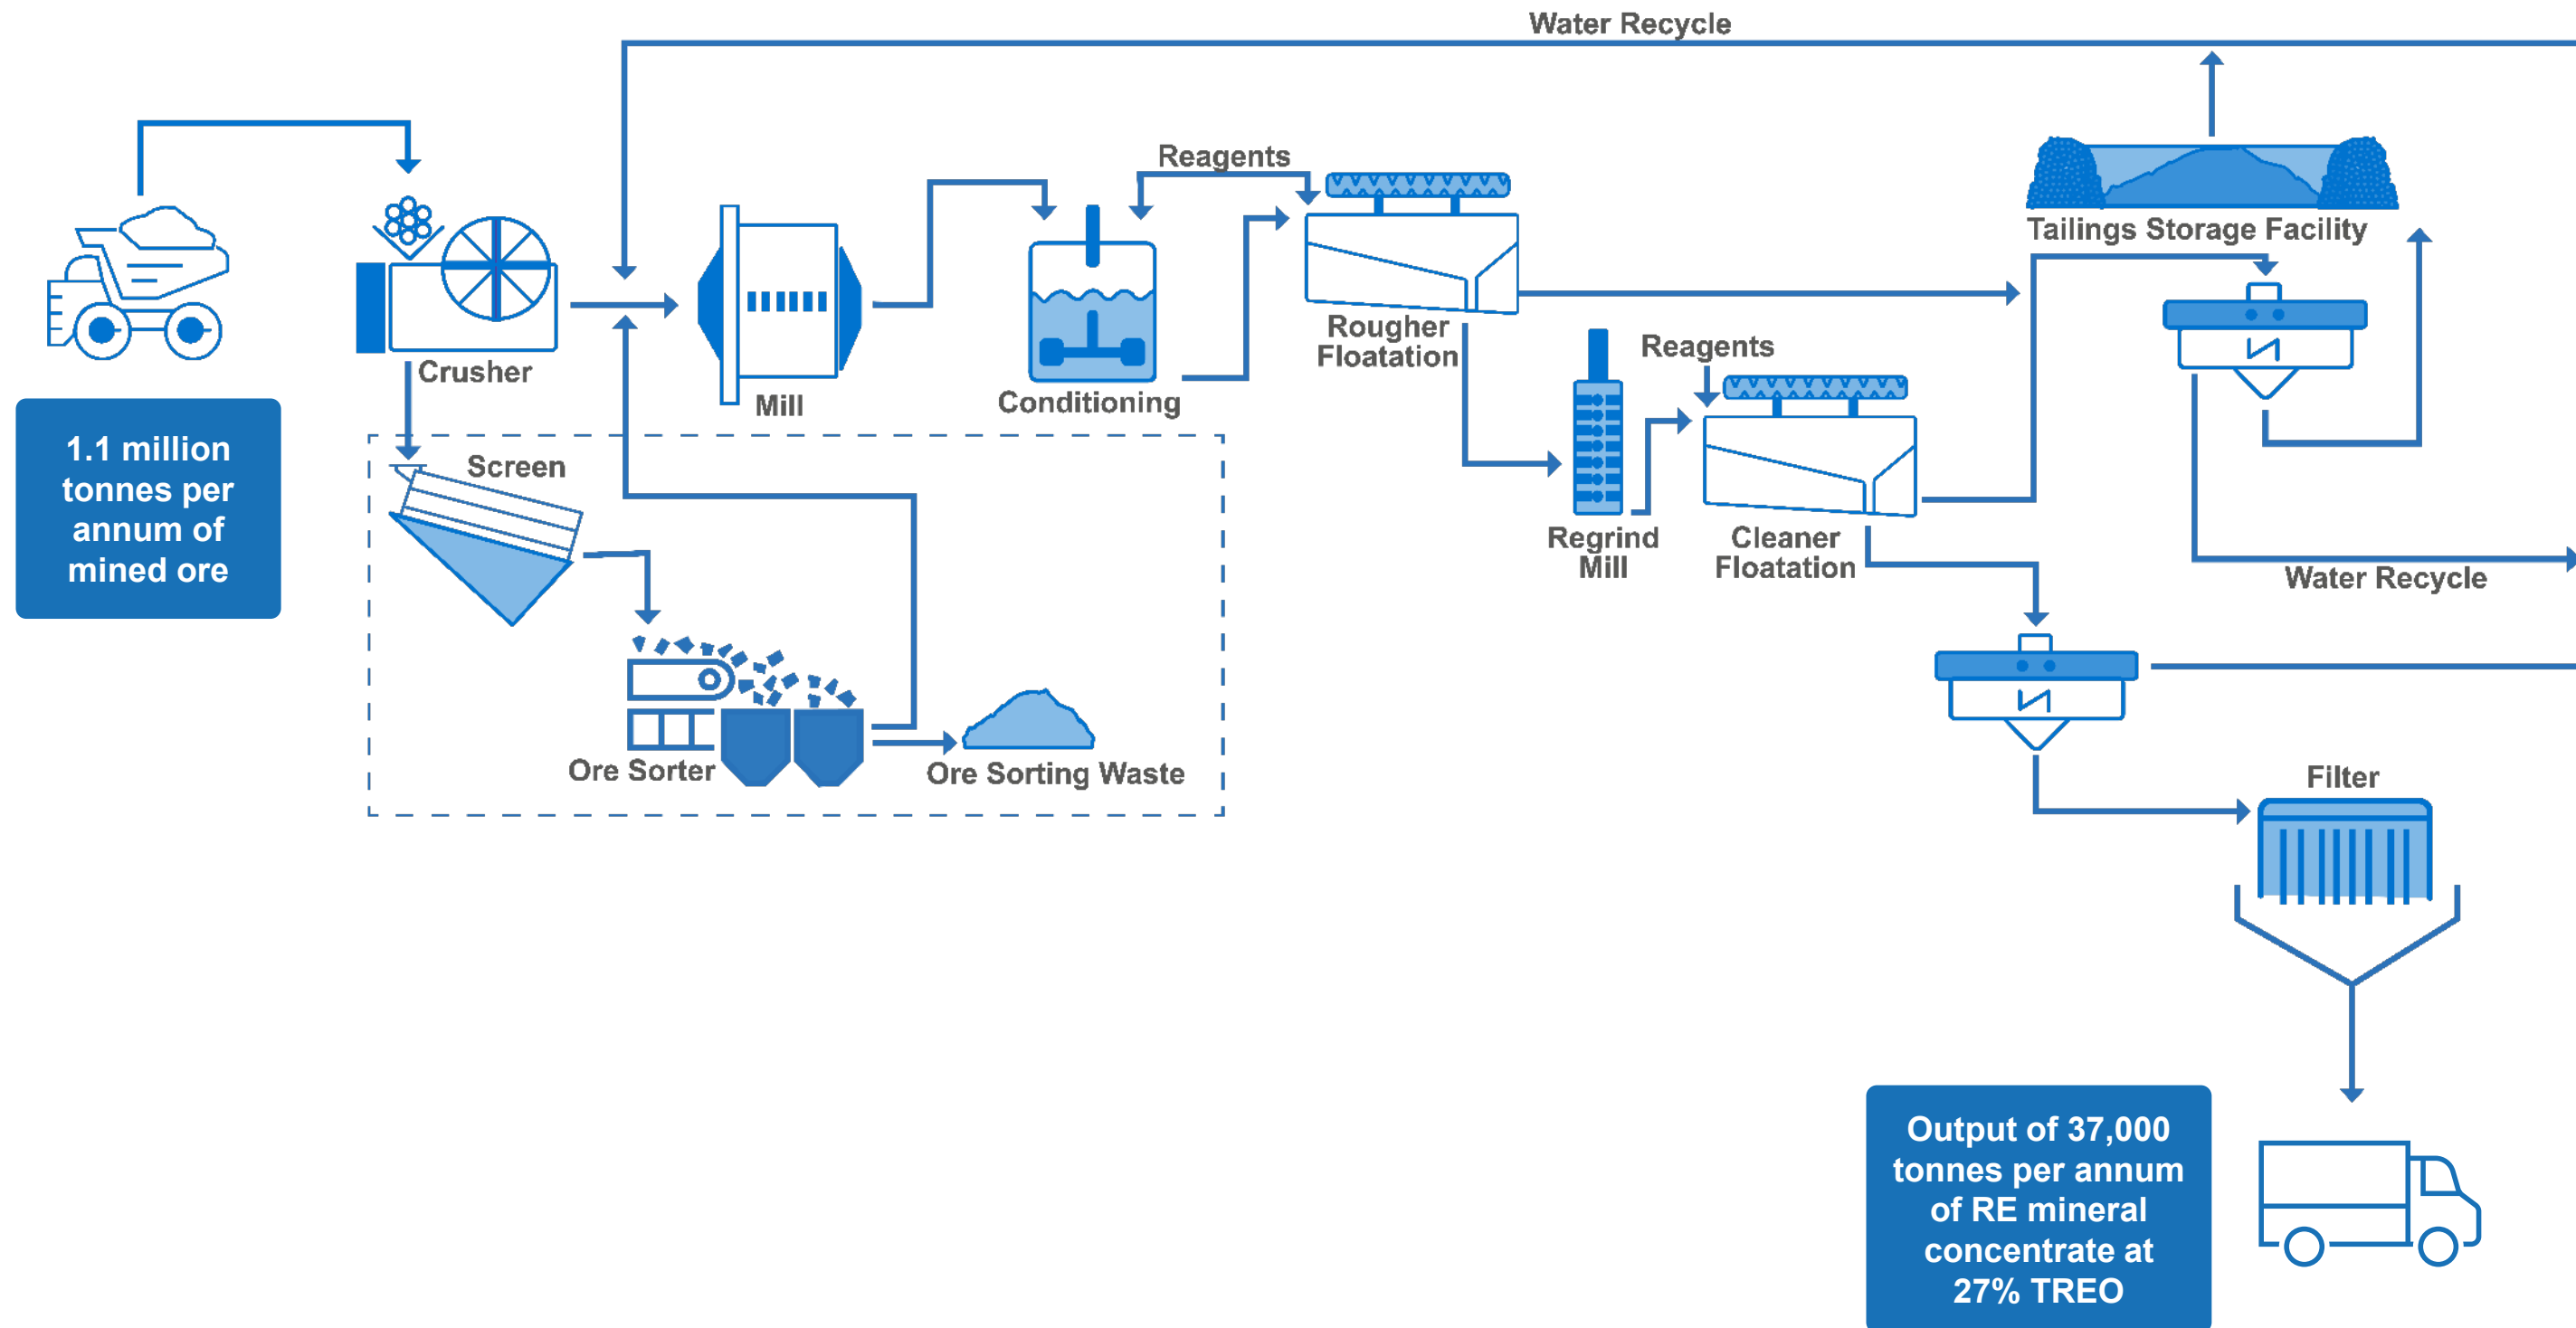 Water Recycle
Reagents
Tailings Storage Facility
Crusher
Mill
Conditioning
Rougher
Floatation
Reagents
1.1 million
tonnes per
annum of
mined ore
Screen
Regrind
Mill
Cleaner
Floatation
Water Recycle
Ore Sorter
Ore Sorting Waste
Filter
Output of 37,000
tonnes per annum
of RE mineral
concentrate at
27% TREO